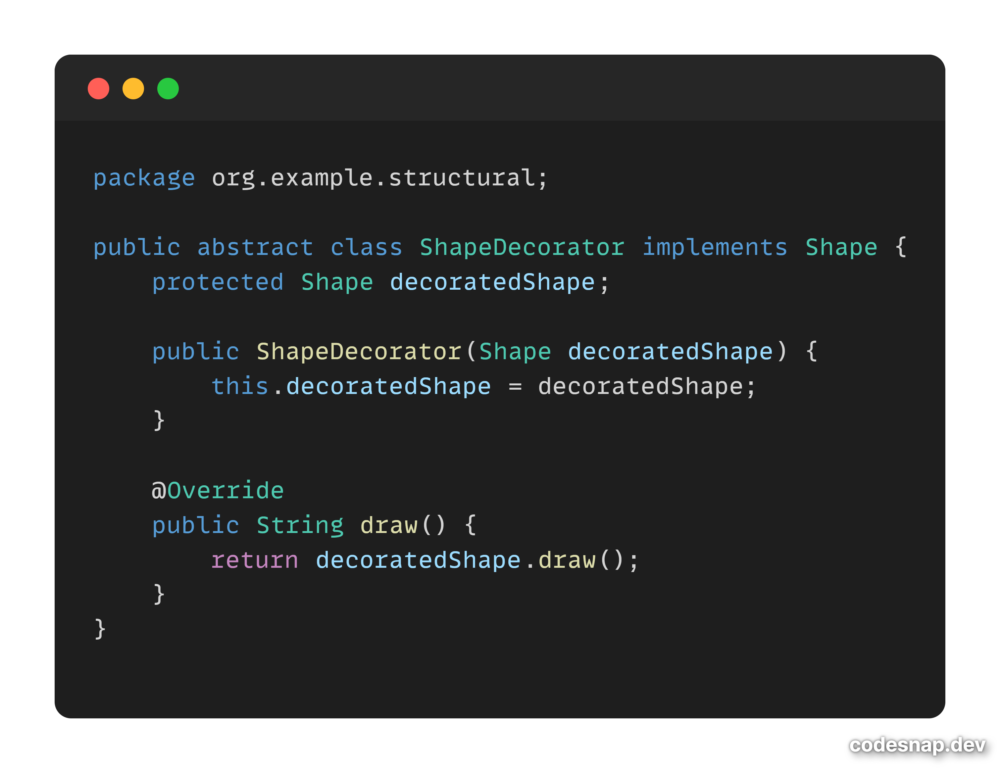 package org.example.structural;
public abstract class ShapeDecorator implements Shape {
    protected Shape decoratedShape;
    public ShapeDecorator(Shape decoratedShape) {
        this.decoratedShape = decoratedShape;
    }
    @Override
    public String draw() {
        return decoratedShape.draw();
    }
}
codesnap.dev